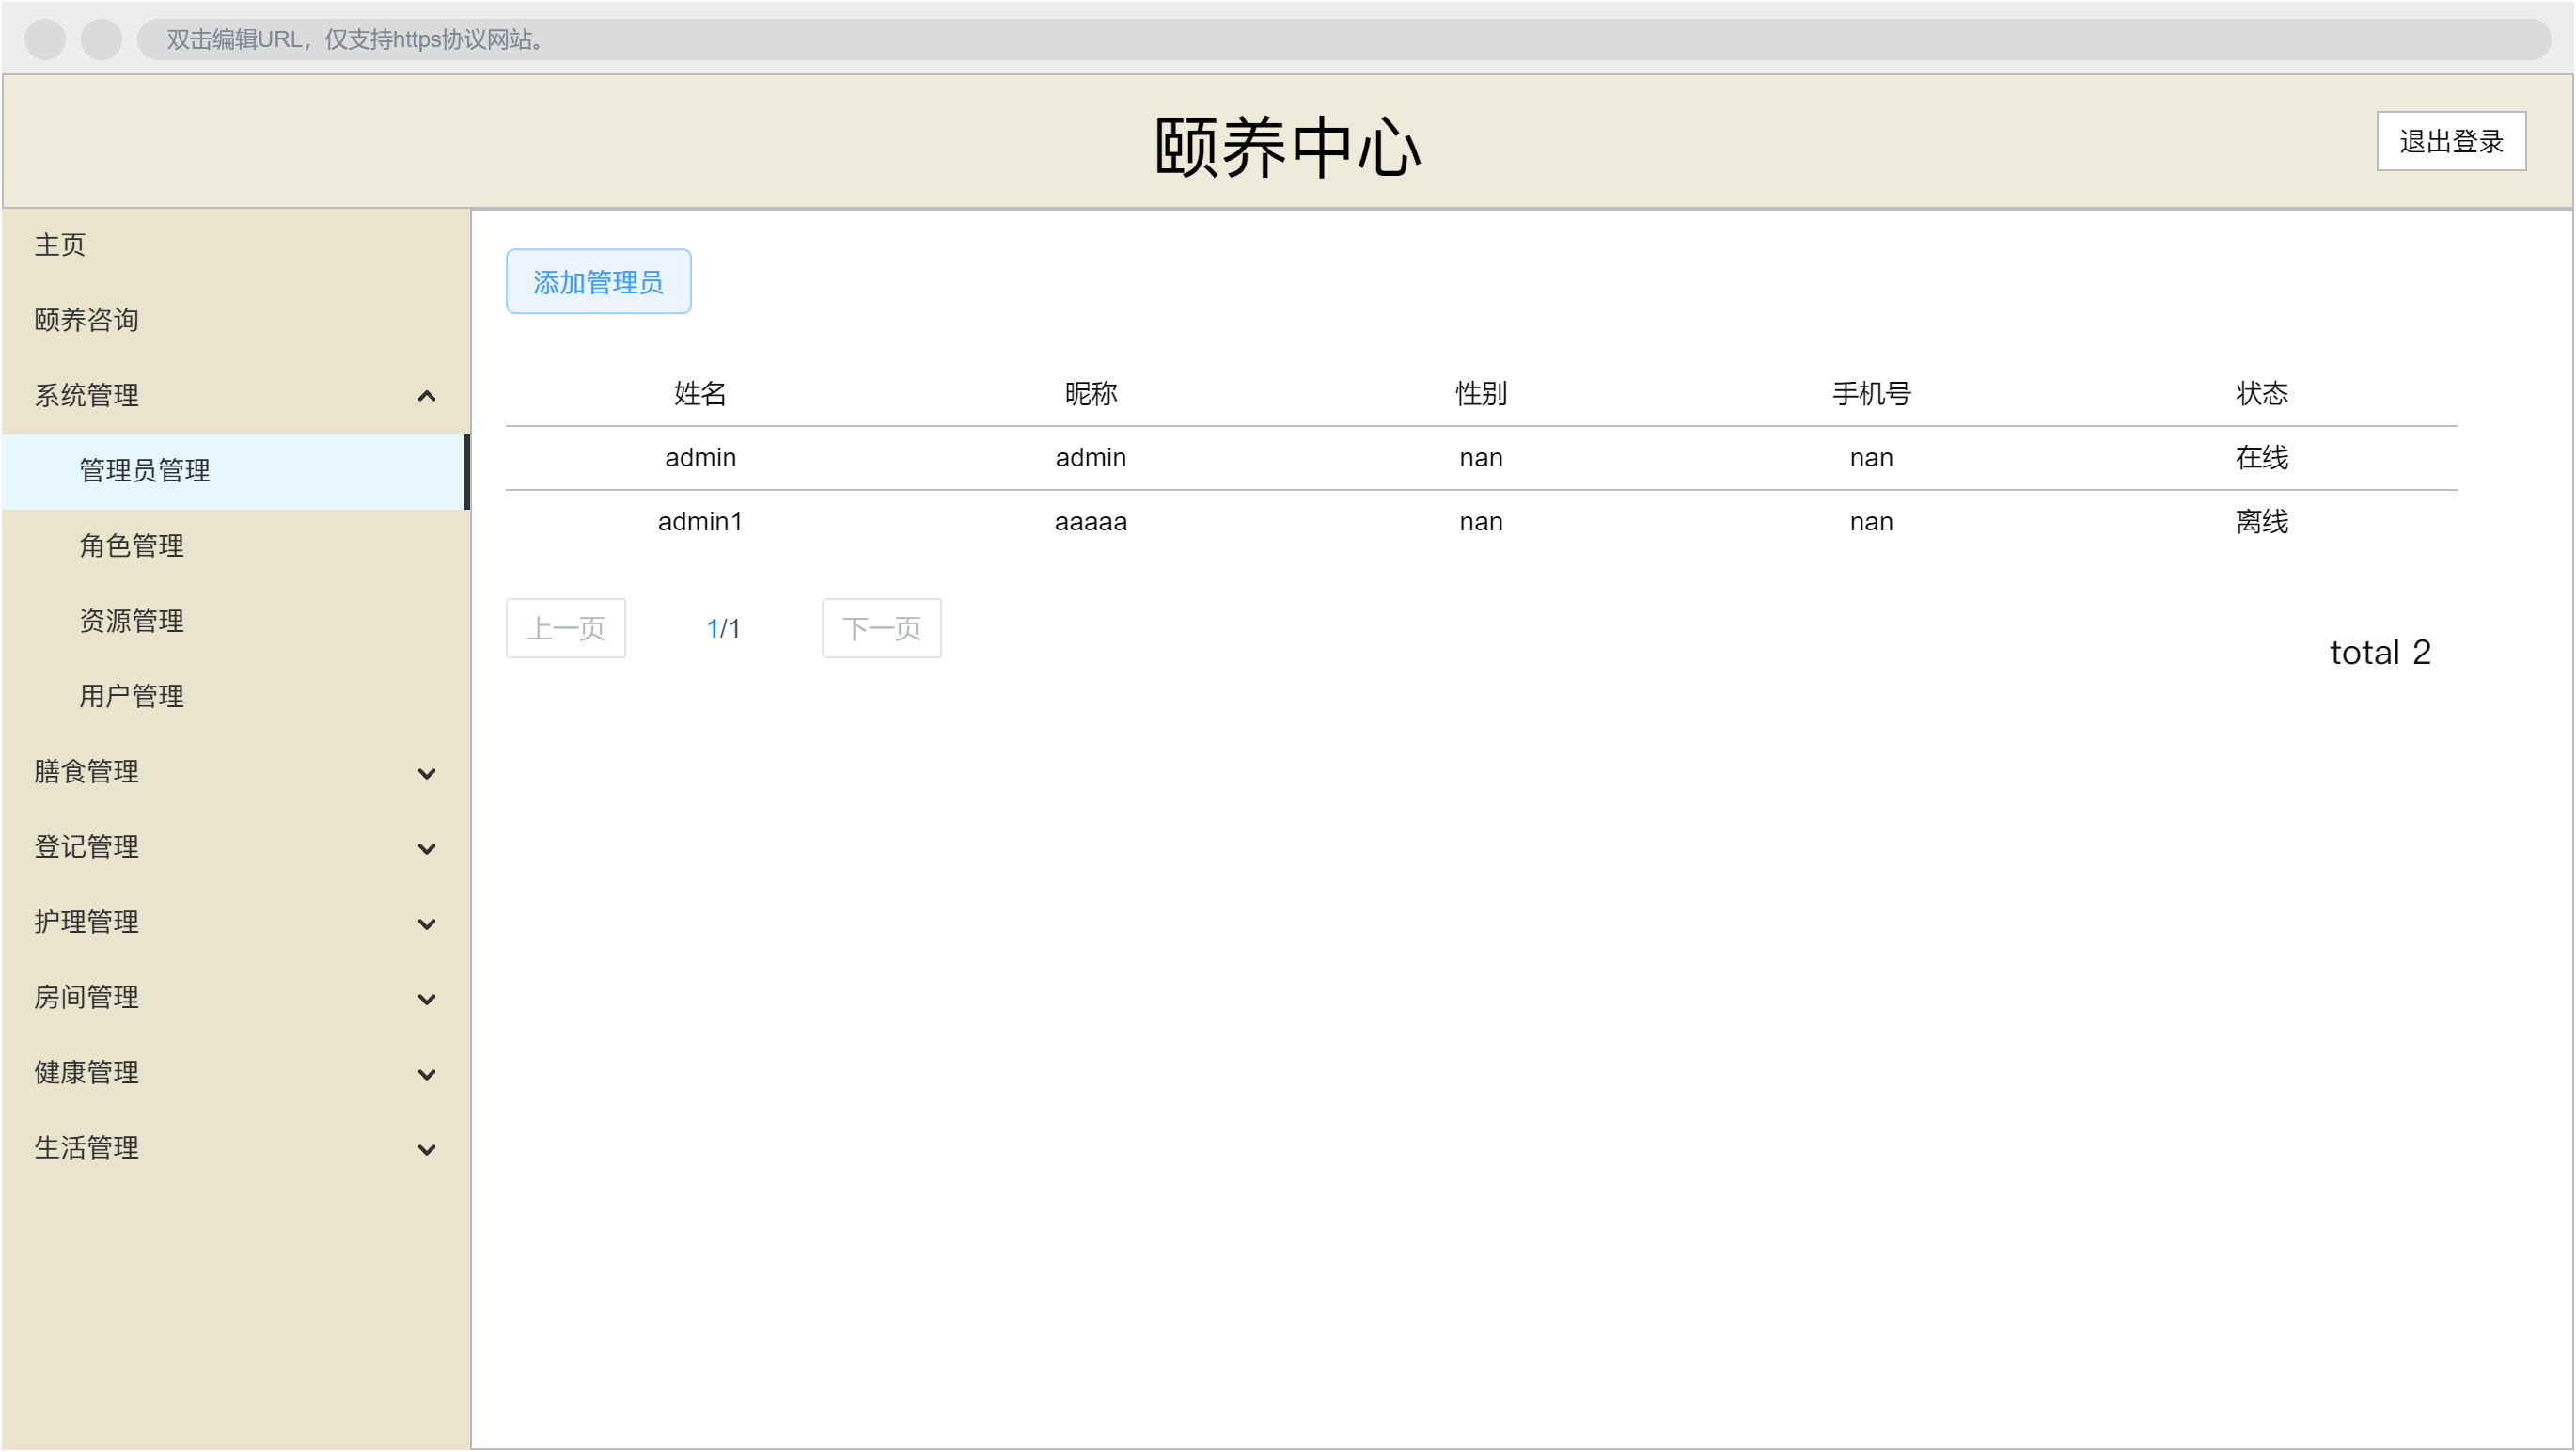 双击编辑URL，仅支持https协议网站。
颐养中心
退出登录
主页
颐养咨询
系统管理
管理员管理
角色管理
资源管理
用户管理
膳食管理
登记管理
护理管理
房间管理
健康管理
生活管理
添加管理员
姓名 昵称 性别 手机号 状态
admin admin nan nan 在线
admin1 aaaaa nan nan 离线
上一页 1/1 下一页
total 2